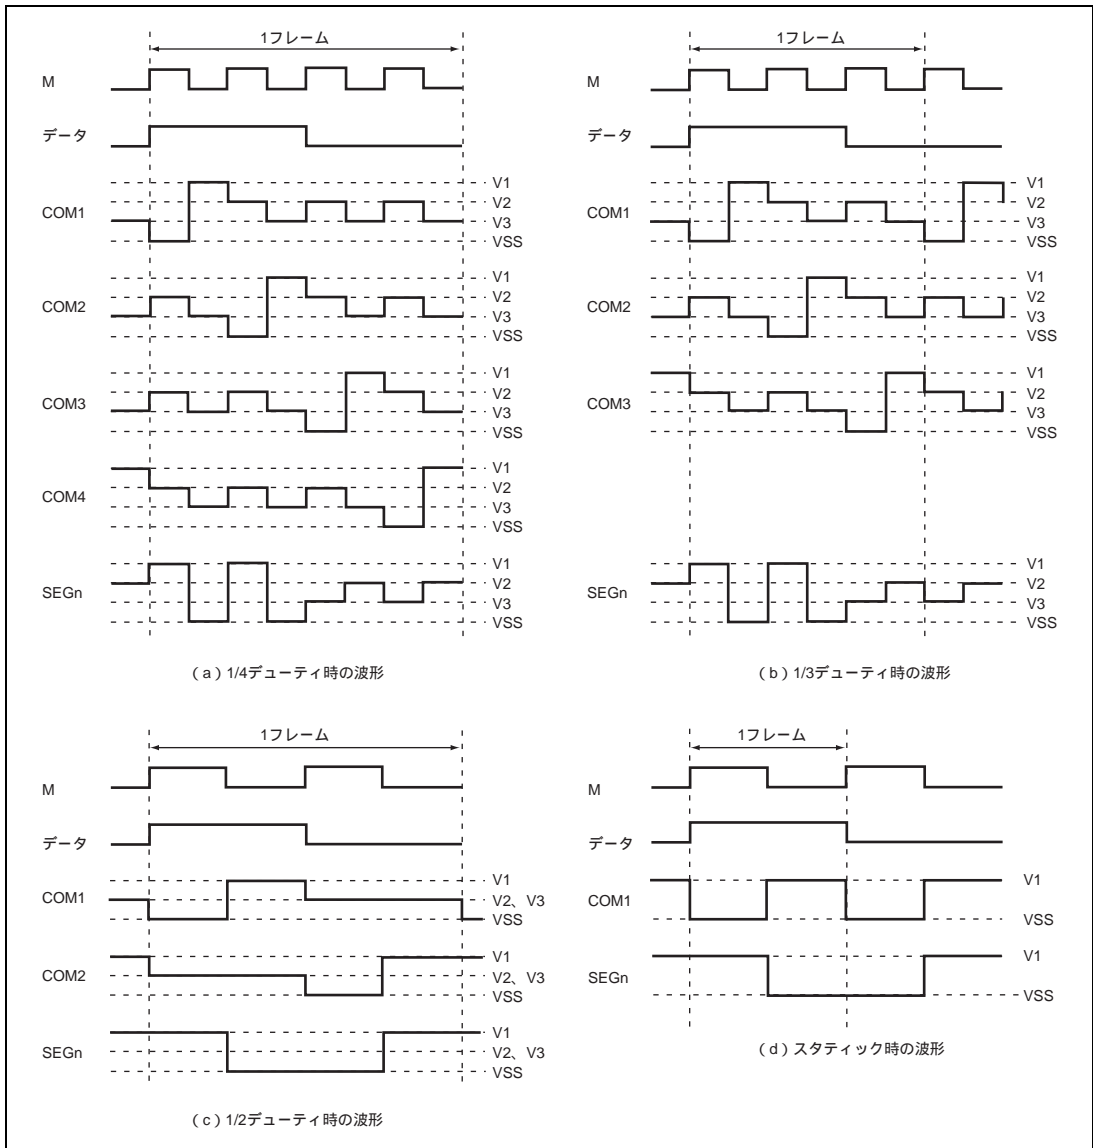 1フレーム
M
データ
COM1
V1
V2
V3
VSS
COM2
V1
V2
V3
VSS
COM3
V1
V2
V3
VSS
COM4
V1
V2
V3
VSS
SEGn
V1
V2
V3
VSS
（a）1/4デューティ時の波形
1フレーム
M
データ
COM1
V1
V2
V3
VSS
COM2
V1
V2
V3
VSS
COM3
V1
V2
V3
VSS
SEGn
V1
V2
V3
VSS
（b）1/3デューティ時の波形
1フレーム
M
データ
COM1
V1
V2、V3
VSS
COM2
V1
V2、V3
VSS
SEGn
V1
V2、V3
VSS
（c）1/2デューティ時の波形
1フレーム
M
データ
COM1
V1
VSS
SEGn
V1
VSS
（d）スタティック時の波形